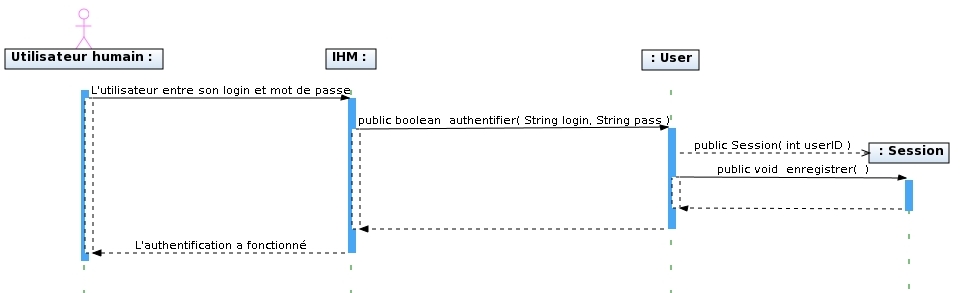 Utilisateur humain :
IHM :
: User
L'utilisateur entre son login et mot de passe
public boolean  authentifier( String login, String pass )
public Session( int userID )
: Session
public void  enregistrer(  )
L'authentification a fonctionné